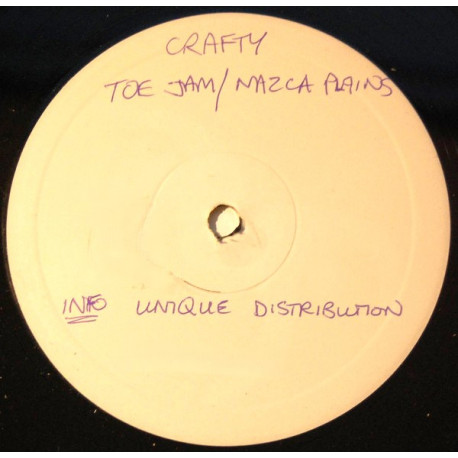 CRAFTY
TOE JAM/NAZCA PLAINS
INFO UNIQUE DISTRIBUTION